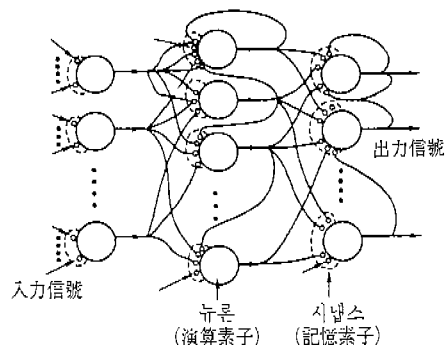 出力信號
入力信號
뉴론
(演算素子)
시냅스
(記憶素子)